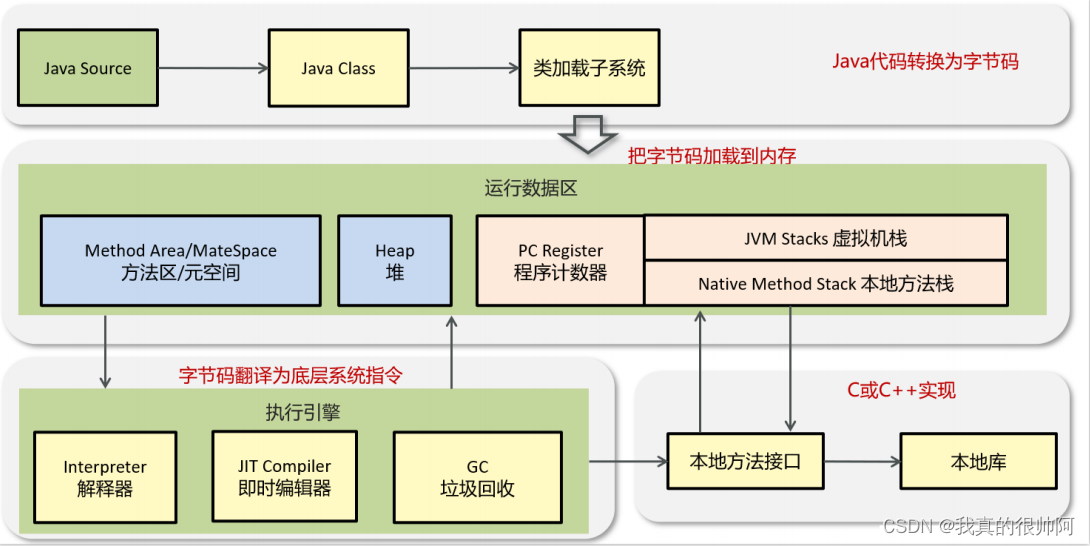 Java Source
Java Class
类加载子系统
Java代码转换为字节码
把字节码加载到内存
运行数据区
Method Area/MateSpace
方法区/元空间
Heap
堆
PC Register
程序计数器
JVM Stacks 虚拟机栈
Native Method Stack 本地方法栈
字节码翻译为底层系统指令
执行引擎
Interpreter
解释器
JIT Compiler
即时编辑器
GC
垃圾回收
C或C++实现
本地方法接口
本地库
CSDN @我真的很帅阿